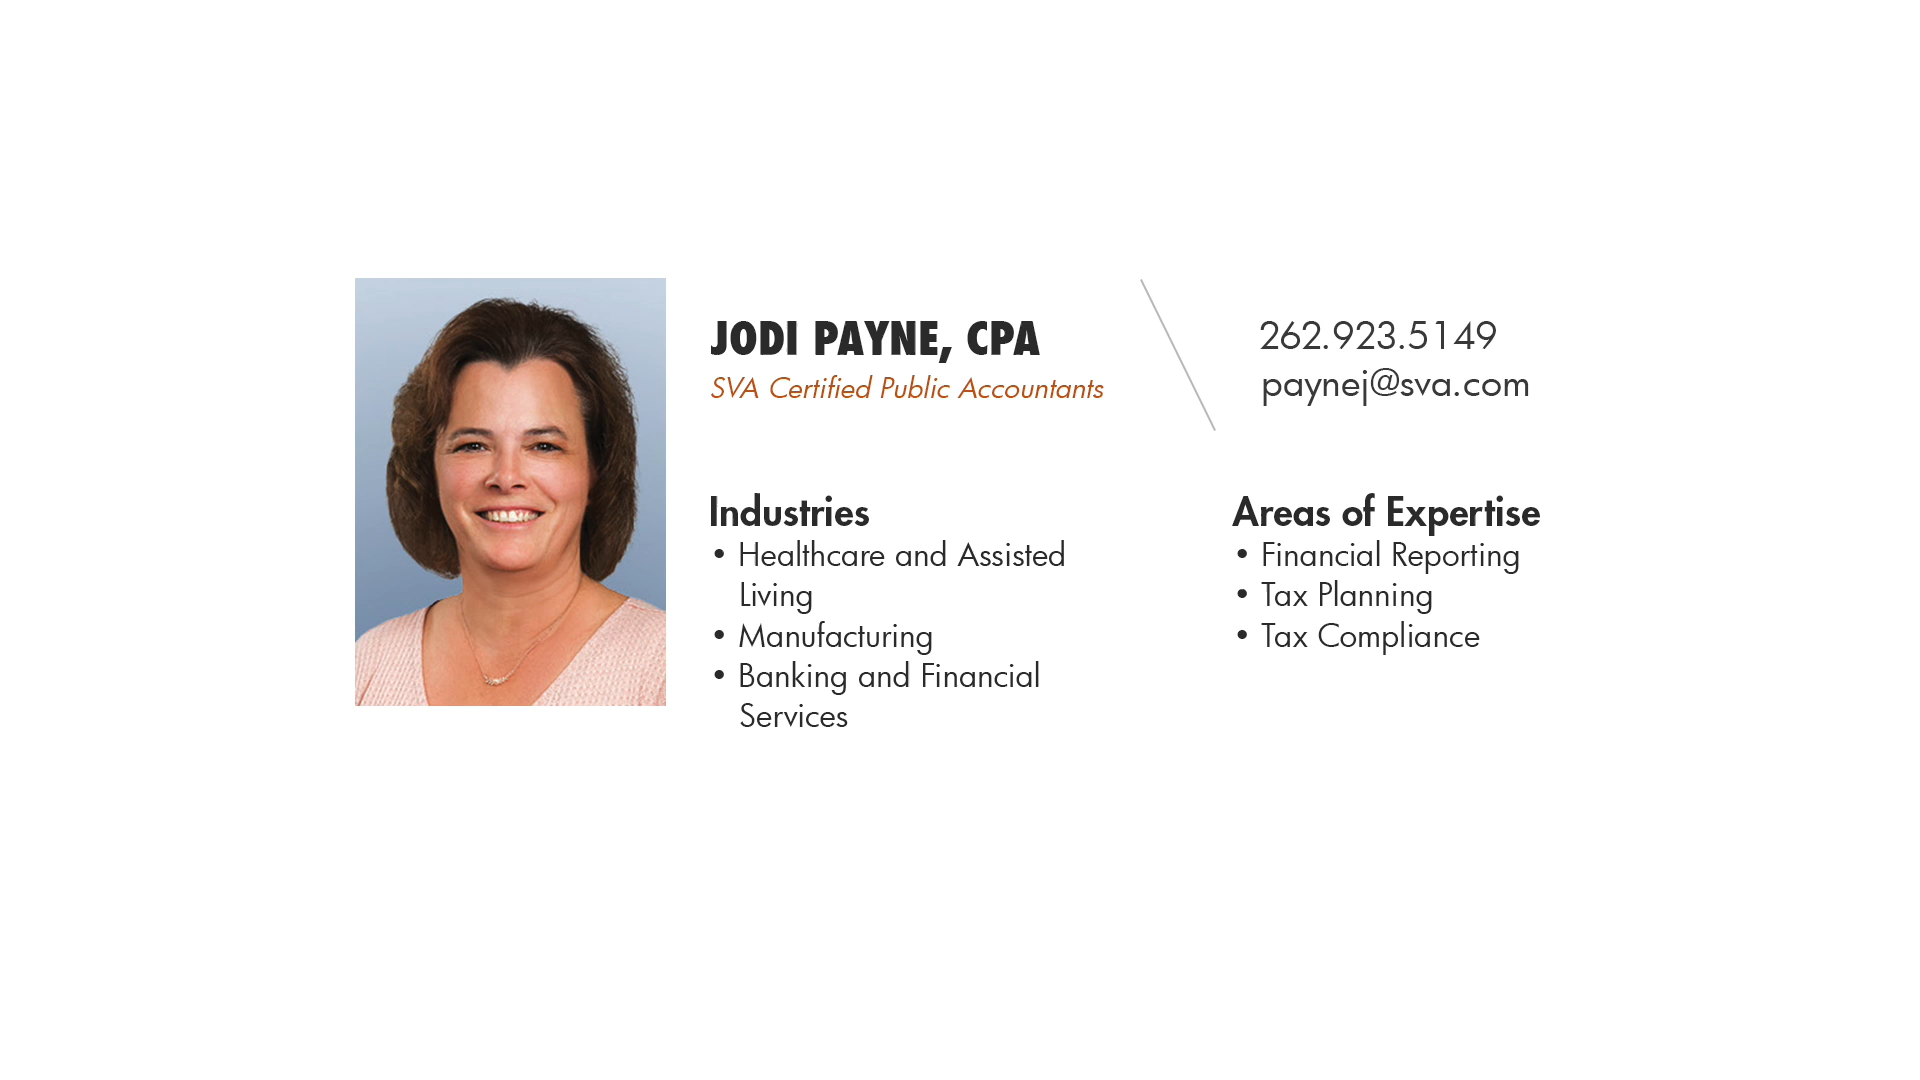 JODI PAYNE, CPA
SVA Certified Public Accountants
262.923.5149
paynej@sva.com
Industries
• Healthcare and Assisted
Living
• Manufacturing
• Banking and Financial
Services
Areas of Expertise
• Financial Reporting
• Tax Planning
• Tax Compliance